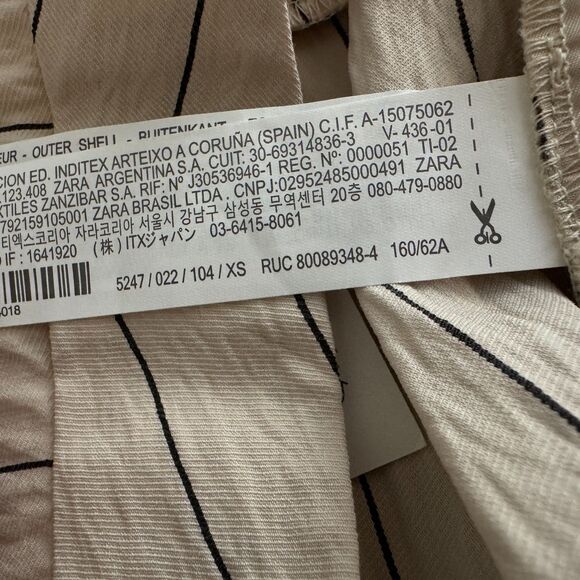 EUR - OUTER SHELL - BUITENKANT -
CION ED. INDITEX ARTEIXO A CORUÑA (SPAIN) C.I.F. A-15075062
.123.408 ZARA ARGENTINA S.A. CUIT: 30-69314836-3 V- 436 -01
XTILES ZANZIBAR S.A. RIF: Nº J30536946-1 REG. Nº: 0000051 TI-02
792159105001 ZARA BRASIL LTDA. CNPJ:02952485000491 ZARA
티엑스코리아 자라코리아 서울시 강남구 삼성동 무역센터 20층 080-479-0880
O IF : 1641920 (株) ITXジャパン 03-6415-8061
5247 / 022 / 104 / XS RUC 80089348-4 160/62A
6018